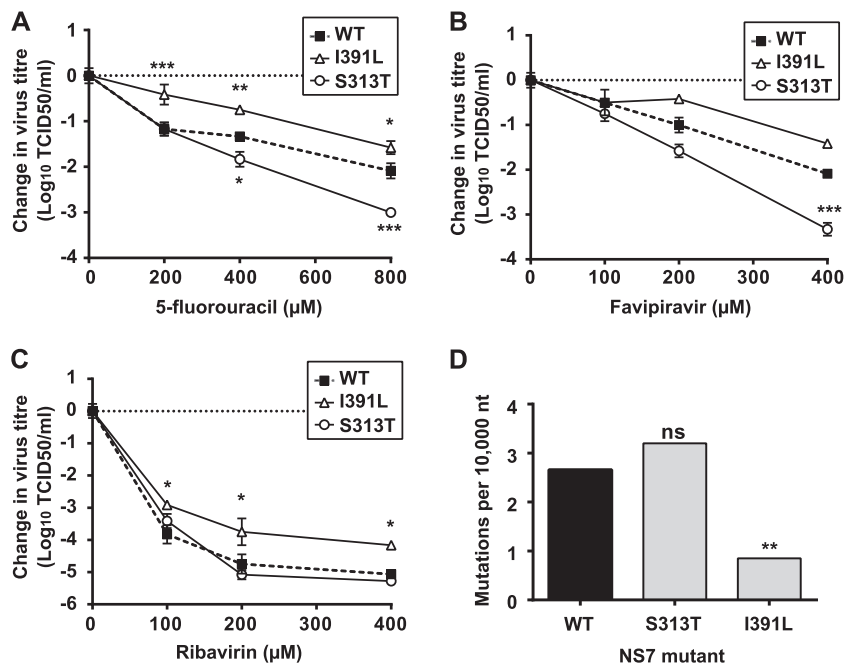 A
Change in virus titre
(Log10 TCID50/ml)
1
0
-1
-2
-3
-4
WT
I391L
S313T
***
**
*
*
***
0 200 400 600 800
5-fluorouracil (µM)
B
Change in virus titre
(Log10 TCID50/ml)
1
0
-1
-2
-3
-4
WT
I391L
S313T
***
0 100 200 300 400
Favipiravir (µM)
C
Change in virus titre
(Log10 TCID50/ml)
1
0
-1
-2
-3
-4
-5
-6
WT
I391L
S313T
*
*
*
0 100 200 300 400
Ribavirin (µM)
D
Mutations per 10,000 nt
4
3
2
1
0
ns
**
WT S313T I391L
NS7 mutant